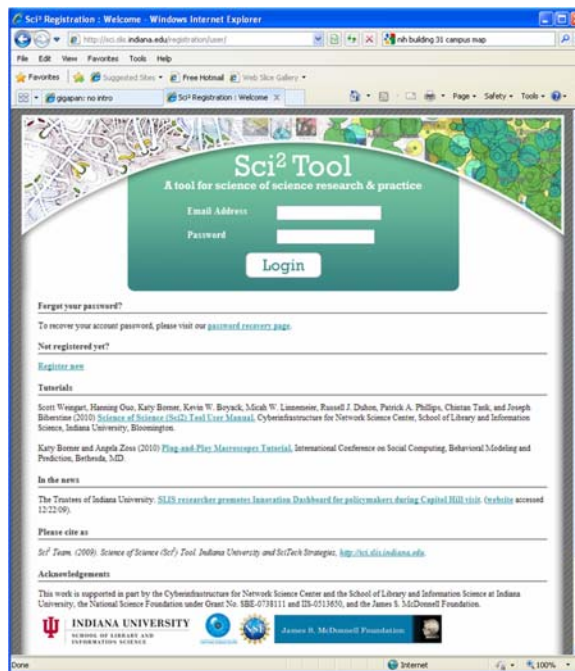 Sci² Registration : Welcome - Windows Internet Explorer
http://sci.slis.indiana.edu/registration/user/
nih building 31 campus map
File Edit View Favorites Tools Help
Favorites Suggested Sites Free Hotmail Web Slice Gallery
gigapan: no intro Sci² Registration : Welcome Page Safety Tools
Sci² Tool
A tool for science of science research & practice
Email Address
Password
Login
Forgot your password?
To recover your account password, please visit our password recovery page.
Not registered yet?
Register new
Tutorials
Scott Weingart, Hanning Guo, Katy Borner, Kevin W. Boyack, Micah W. Linnemeier, Russell J. Duhon, Patrick A. Phillips, Chintan Tank, and Joseph
Biberstine (2010) Science of Science (Sci2) Tool User Manual, Cyberinfrastructure for Network Science Center, School of Library and Information
Science, Indiana University, Bloomington.
Katy Borner and Angela Zoss (2010) Plug-and-Play Macroscopes Tutorial, International Conference on Social Computing, Behavioral Modeling and
Prediction, Bethesda, MD.
In the news
The Trustees of Indiana University. SLIS researcher promotes Innovation Dashboard for policymakers during Capitol Hill visit. (website accessed
12/22/09).
Please cite as
Sci² Team. (2009). Science of Science (Sci²) Tool. Indiana University and SciTech Strategies, http://sci.slis.indiana.edu.
Acknowledgements
This work is supported in part by the Cyberinfrastructure for Network Science Center and the School of Library and Information Science at Indiana
University, the National Science Foundation under Grant No. SBE-0738111 and IIS-0513650, and the James S. McDonnell Foundation.
INDIANA UNIVERSITY
SCHOOL OF LIBRARY AND
INFORMATION SCIENCE
NSF
James S. McDonnell Foundation
Done Internet 100%